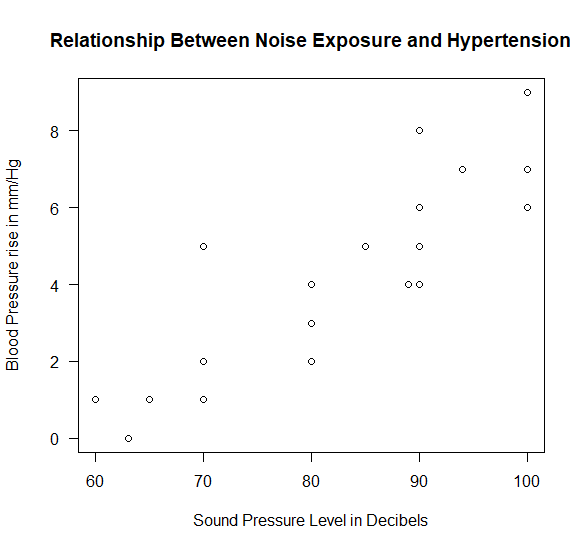 Relationship Between Noise Exposure and Hypertension
Blood Pressure rise in mm/Hg
8
6
4
2
0
60 70 80 90 100
Sound Pressure Level in Decibels